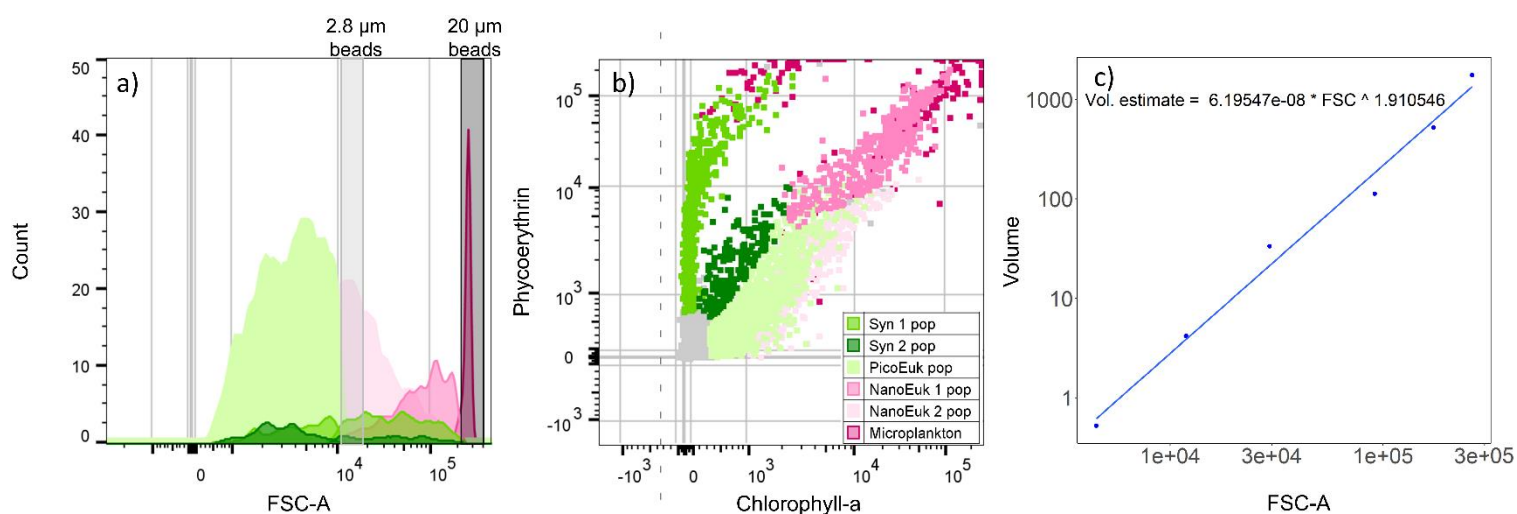 2.8 µm
beads
20 µm
beads
a)
50
40
30
20
10
0
Count
0
10^4
10^5
FSC-A
b)
10^5
10^4
10^3
0
-10^3
Phycoerythrin
Syn 1 pop
Syn 2 pop
PicoEuk pop
NanoEuk 1 pop
NanoEuk 2 pop
Microplankton
-10^3
0
10^3
10^4
10^5
Chlorophyll-a
c)
Vol. estimate = 6.19547e-08 * FSC ^ 1.910546
1000
100
10
1
Volume
1e+04
3e+04
1e+05
3e+05
FSC-A